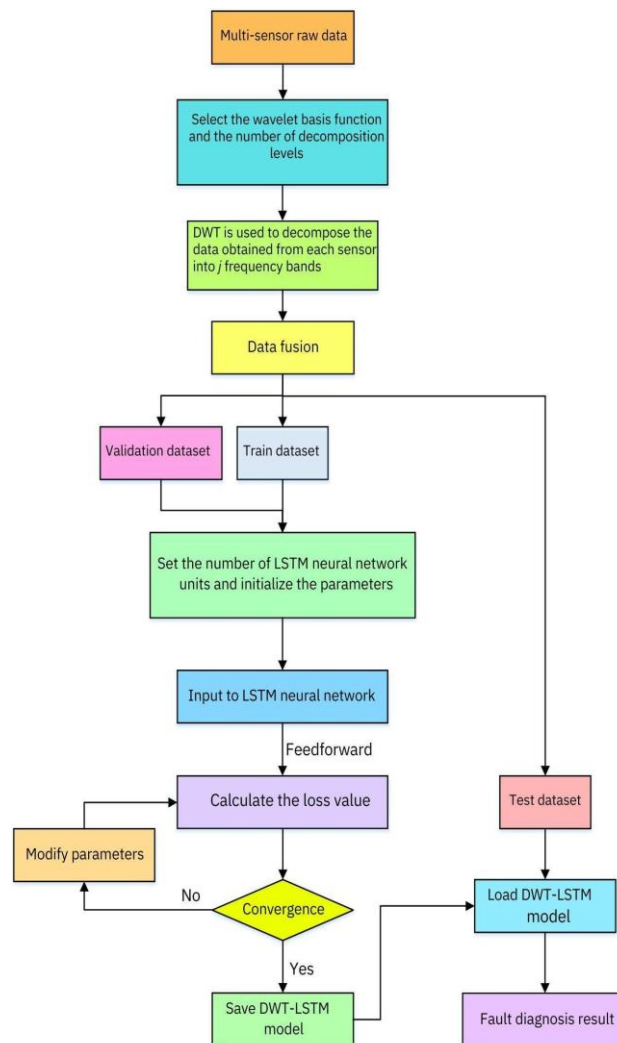 Multi-sensor raw data
Select the wavelet basis function
and the number of decomposition
levels
DWT is used to decompose the
data obtained from each sensor
into j frequency bands
Data fusion
Validation dataset
Train dataset
Set the number of LSTM neural network
units and initialize the parameters
Input to LSTM neural network
Feedforward
Calculate the loss value
Test dataset
Modify parameters
No
Convergence
Load DWT-LSTM
model
Yes
Save DWT-LSTM
model
Fault diagnosis result